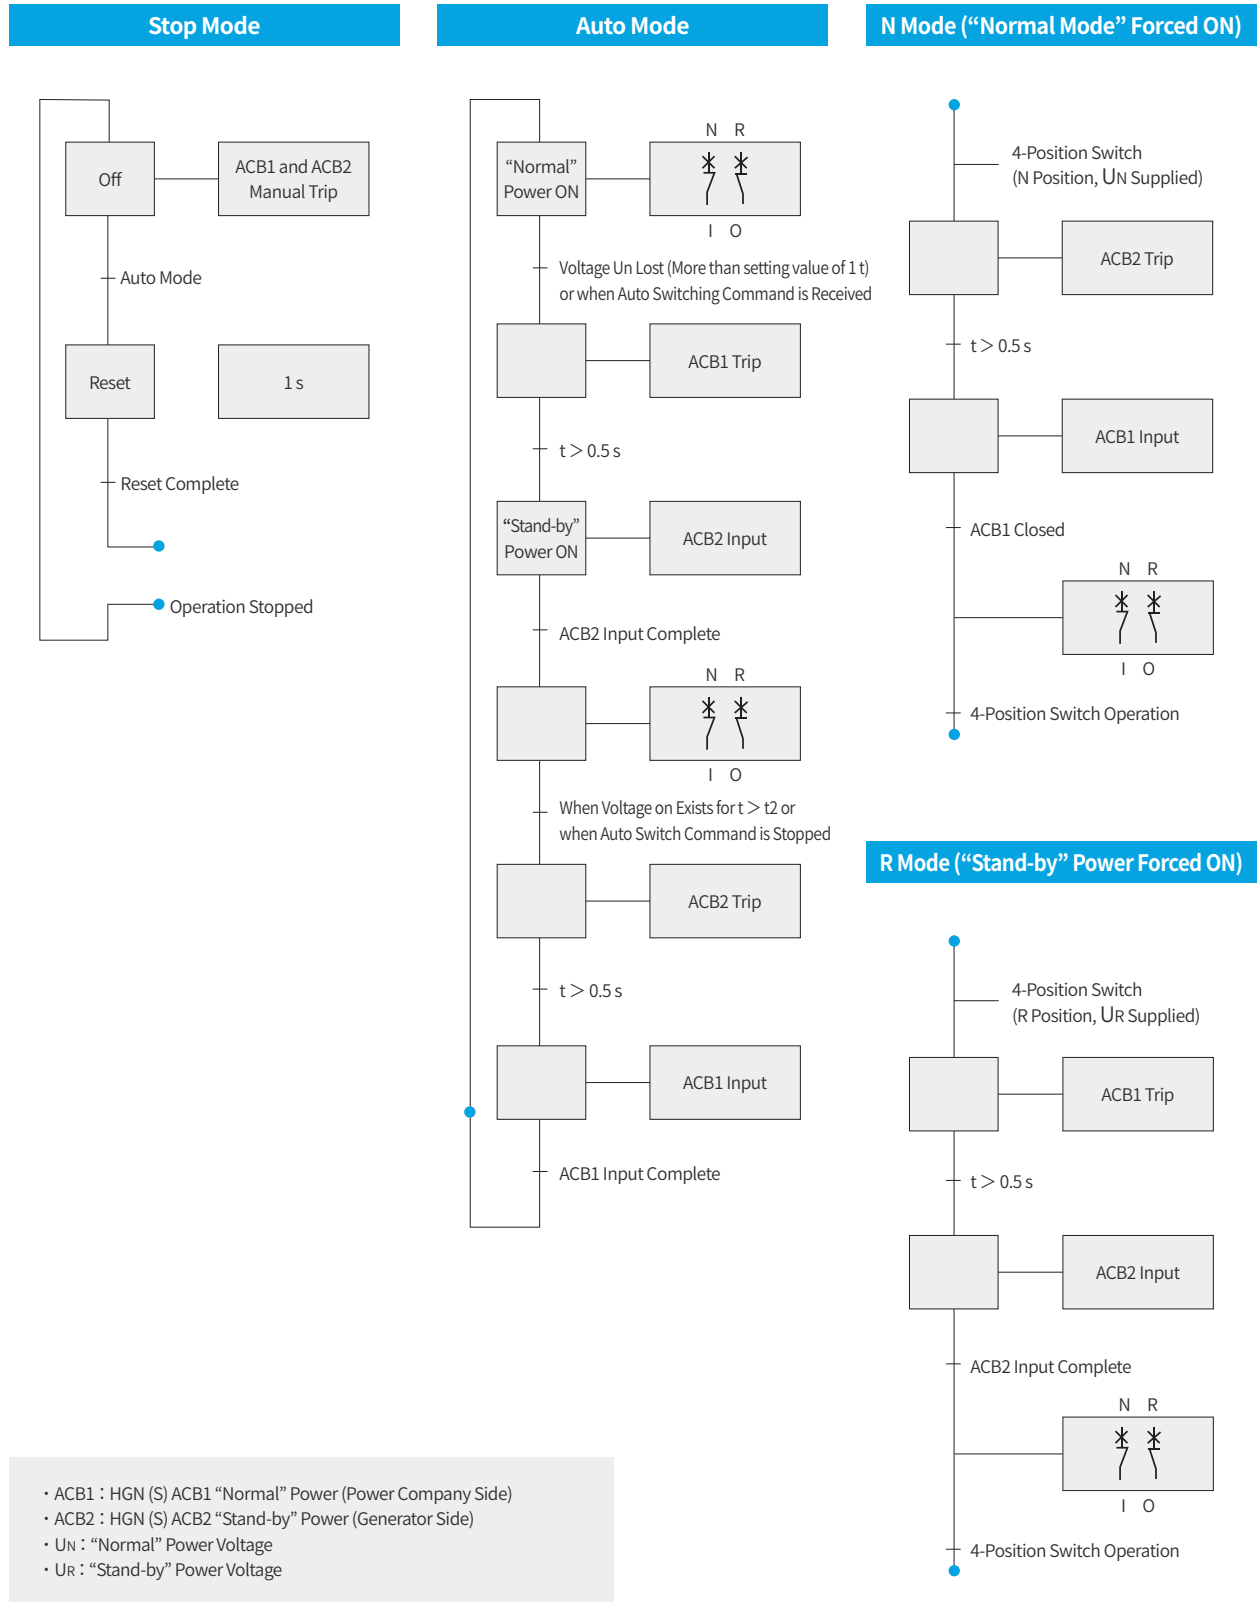 Stop Mode
Off
ACB1 and ACB2
Manual Trip
Auto Mode
Reset
1 s
Reset Complete
Operation Stopped
Auto Mode
“Normal”
Power ON
N R
I O
Voltage Un Lost (More than setting value of 1 t)
or when Auto Switching Command is Received
ACB1 Trip
t > 0.5 s
“Stand-by”
Power ON
ACB2 Input
ACB2 Input Complete
N R
I O
When Voltage on Exists for t > t2 or
when Auto Switch Command is Stopped
ACB2 Trip
t > 0.5 s
ACB1 Input
ACB1 Input Complete
N Mode (“Normal Mode” Forced ON)
4-Position Switch
(N Position, UN Supplied)
ACB2 Trip
t > 0.5 s
ACB1 Input
ACB1 Closed
N R
I O
4-Position Switch Operation
R Mode (“Stand-by” Power Forced ON)
4-Position Switch
(R Position, UR Supplied)
ACB1 Trip
t > 0.5 s
ACB2 Input
ACB2 Input Complete
N R
I O
4-Position Switch Operation
・ACB1 : HGN (S) ACB1 “Normal” Power (Power Company Side)
・ACB2 : HGN (S) ACB2 “Stand-by” Power (Generator Side)
・UN : “Normal” Power Voltage
・UR : “Stand-by” Power Voltage